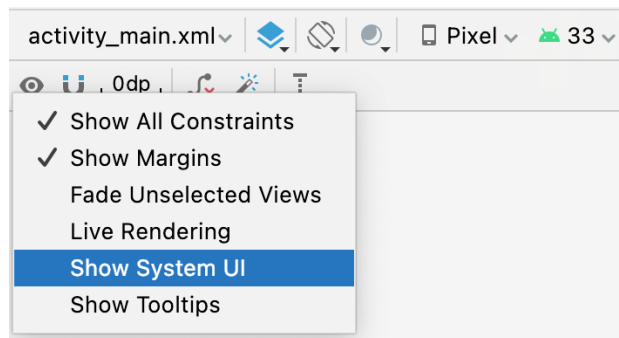 activity_main.xml Pixel 33
0dp
Show All Constraints
Show Margins
Fade Unselected Views
Live Rendering
Show System UI
Show Tooltips